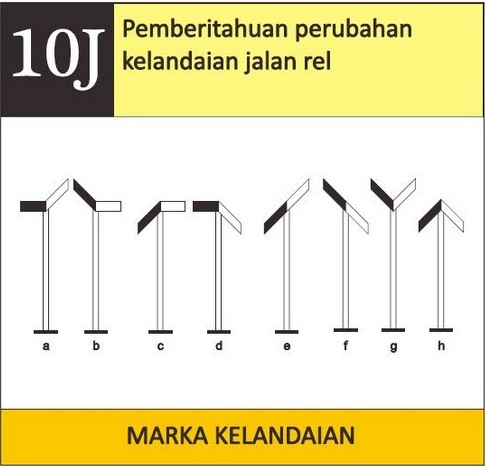 10J
Pemberitahuan perubahan
kelandaian jalan rel
a b c d e f g h
MARKA KELANDAIAN